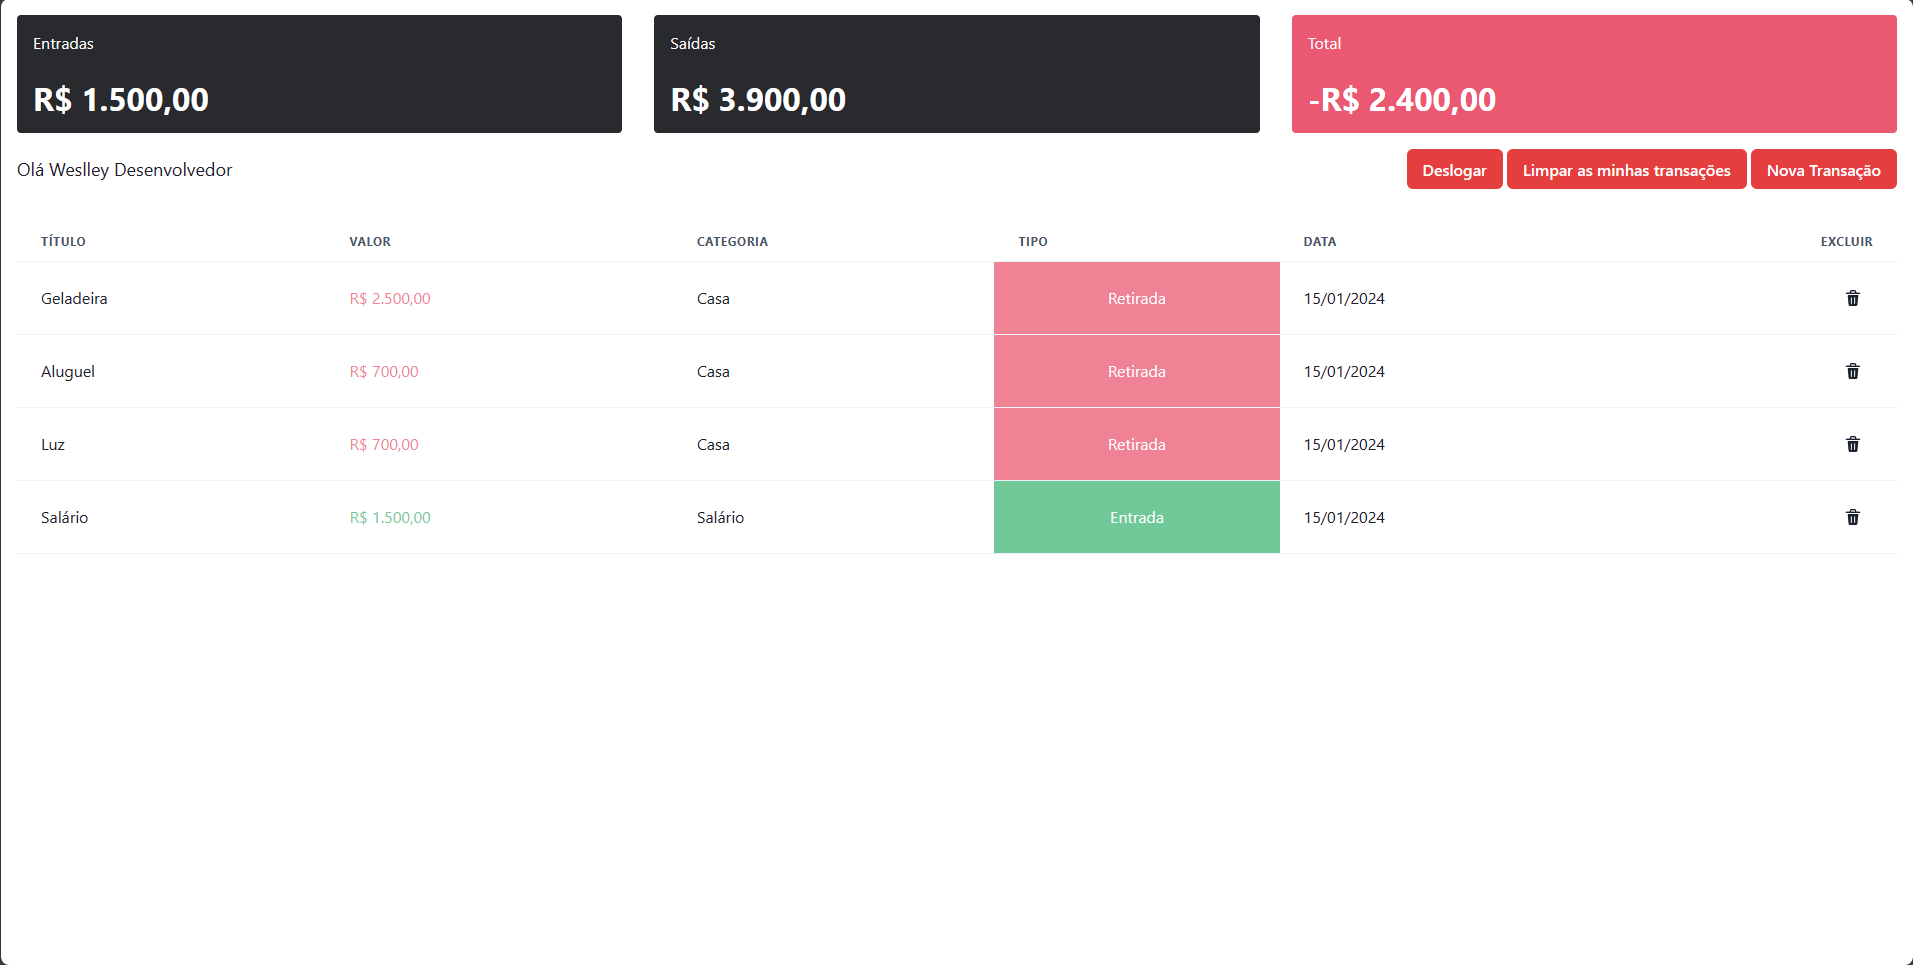 Entradas
R$ 1.500,00
Saídas
R$ 3.900,00
Total
-R$ 2.400,00
Olá Weslley Desenvolvedor
Deslogar
Limpar as minhas transações
Nova Transação
TÍTULO VALOR CATEGORIA TIPO DATA EXCLUIR
Geladeira R$ 2.500,00 Casa Retirada 15/01/2024
Aluguel R$ 700,00 Casa Retirada 15/01/2024
Luz R$ 700,00 Casa Retirada 15/01/2024
Salário R$ 1.500,00 Salário Entrada 15/01/2024